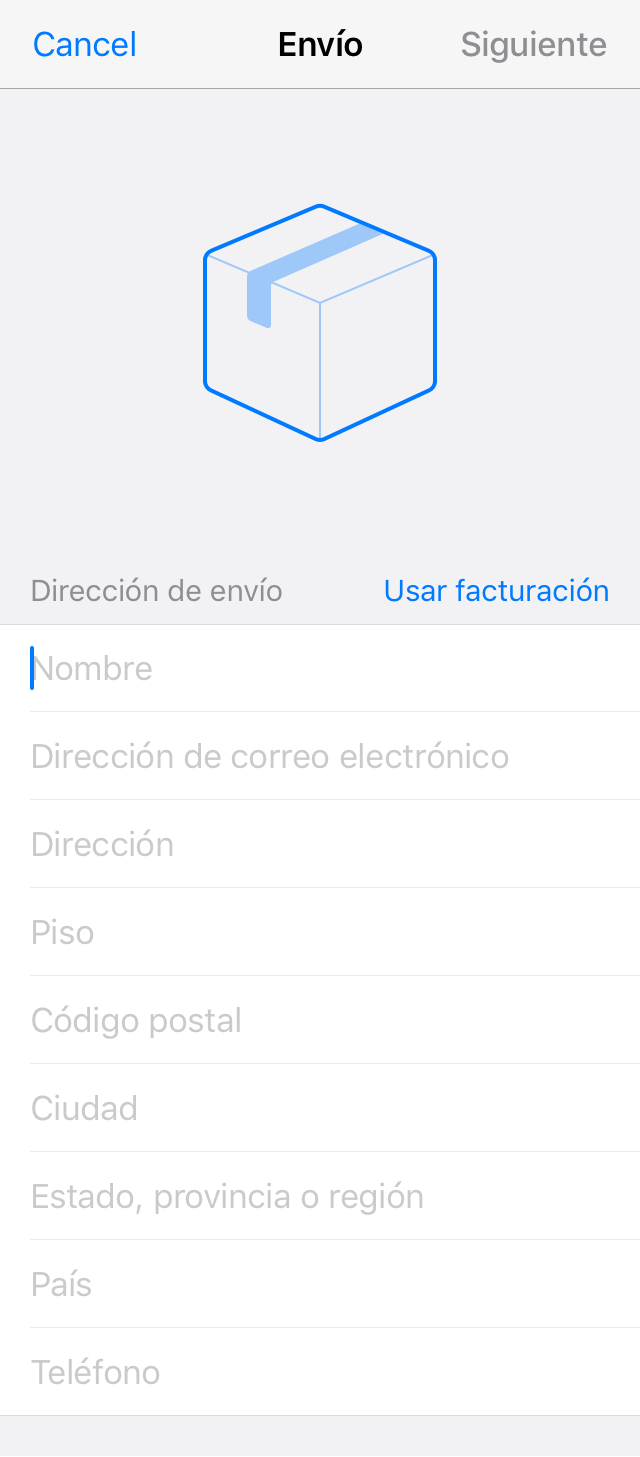 Cancel Envío Siguiente
Dirección de envío Usar facturación
Nombre
Dirección de correo electrónico
Dirección
Piso
Código postal
Ciudad
Estado, provincia o región
País
Teléfono